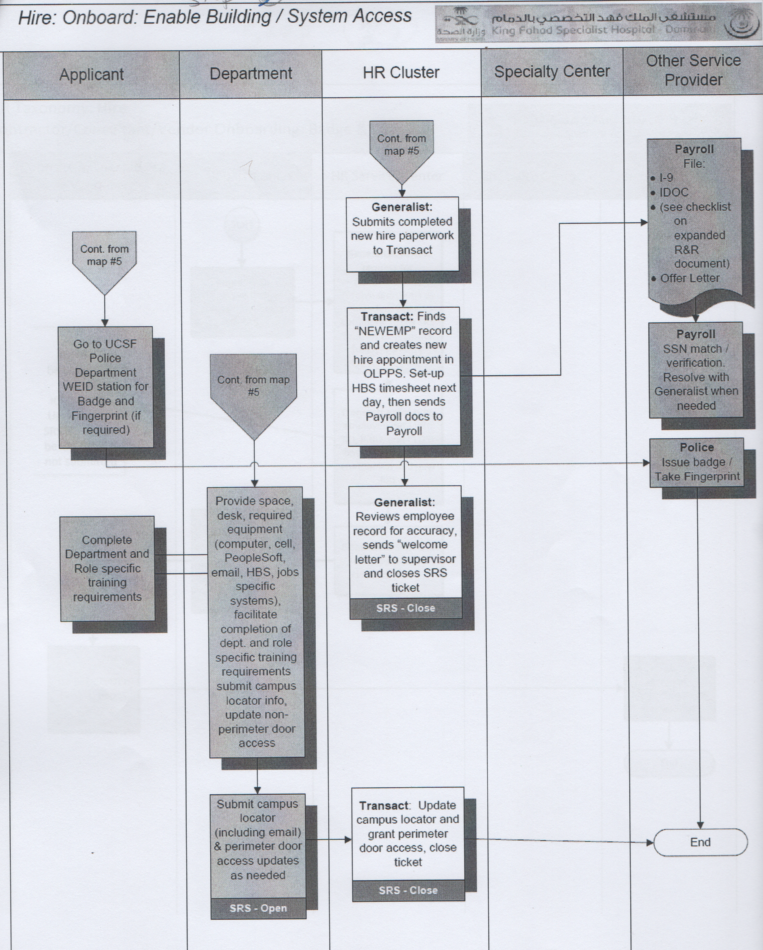 Hire: Onboard: Enable Building / System Access
مستشفى الملك فهد التخصصي بالدمام
King Fahad Specialist Hospital - Dammam
وزارة الصحة
Applicant
Department
HR Cluster
Specialty Center
Other Service
Provider
Cont. from
map #5
Go to UCSF
Police
Department
WEID station for
Badge and
Fingerprint (if
required)
Complete
Department and
Role specific
training
requirements
Cont. from map
#5
Provide space,
desk, required
equipment
(computer, cell,
PeopleSoft,
email, HBS, jobs
specific
systems),
facilitate
completion of
dept. and role
specific training
requirements
submit campus
locator info,
update non-
perimeter door
access
Submit campus
locator
(including email)
& perimeter door
access updates
as needed
SRS - Open
Cont. from
map #5
Generalist:
Submits completed
new hire paperwork
to Transact
Transact: Finds
"NEWEMP" record
and creates new
hire appointment in
OLPPS. Set-up
HBS timesheet next
day, then sends
Payroll docs to
Payroll
Generalist:
Reviews employee
record for accuracy,
sends "welcome
letter" to supervisor
and closes SRS
ticket
SRS - Close
Transact: Update
campus locator and
grant perimeter
door access, close
ticket
SRS - Close
Payroll
File:
• I-9
• IDOC
• (see checklist
on
expanded
R&R
document)
• Offer Letter
Payroll
SSN match /
verification.
Resolve with
Generalist when
needed
Police
Issue badge /
Take Fingerprint
End